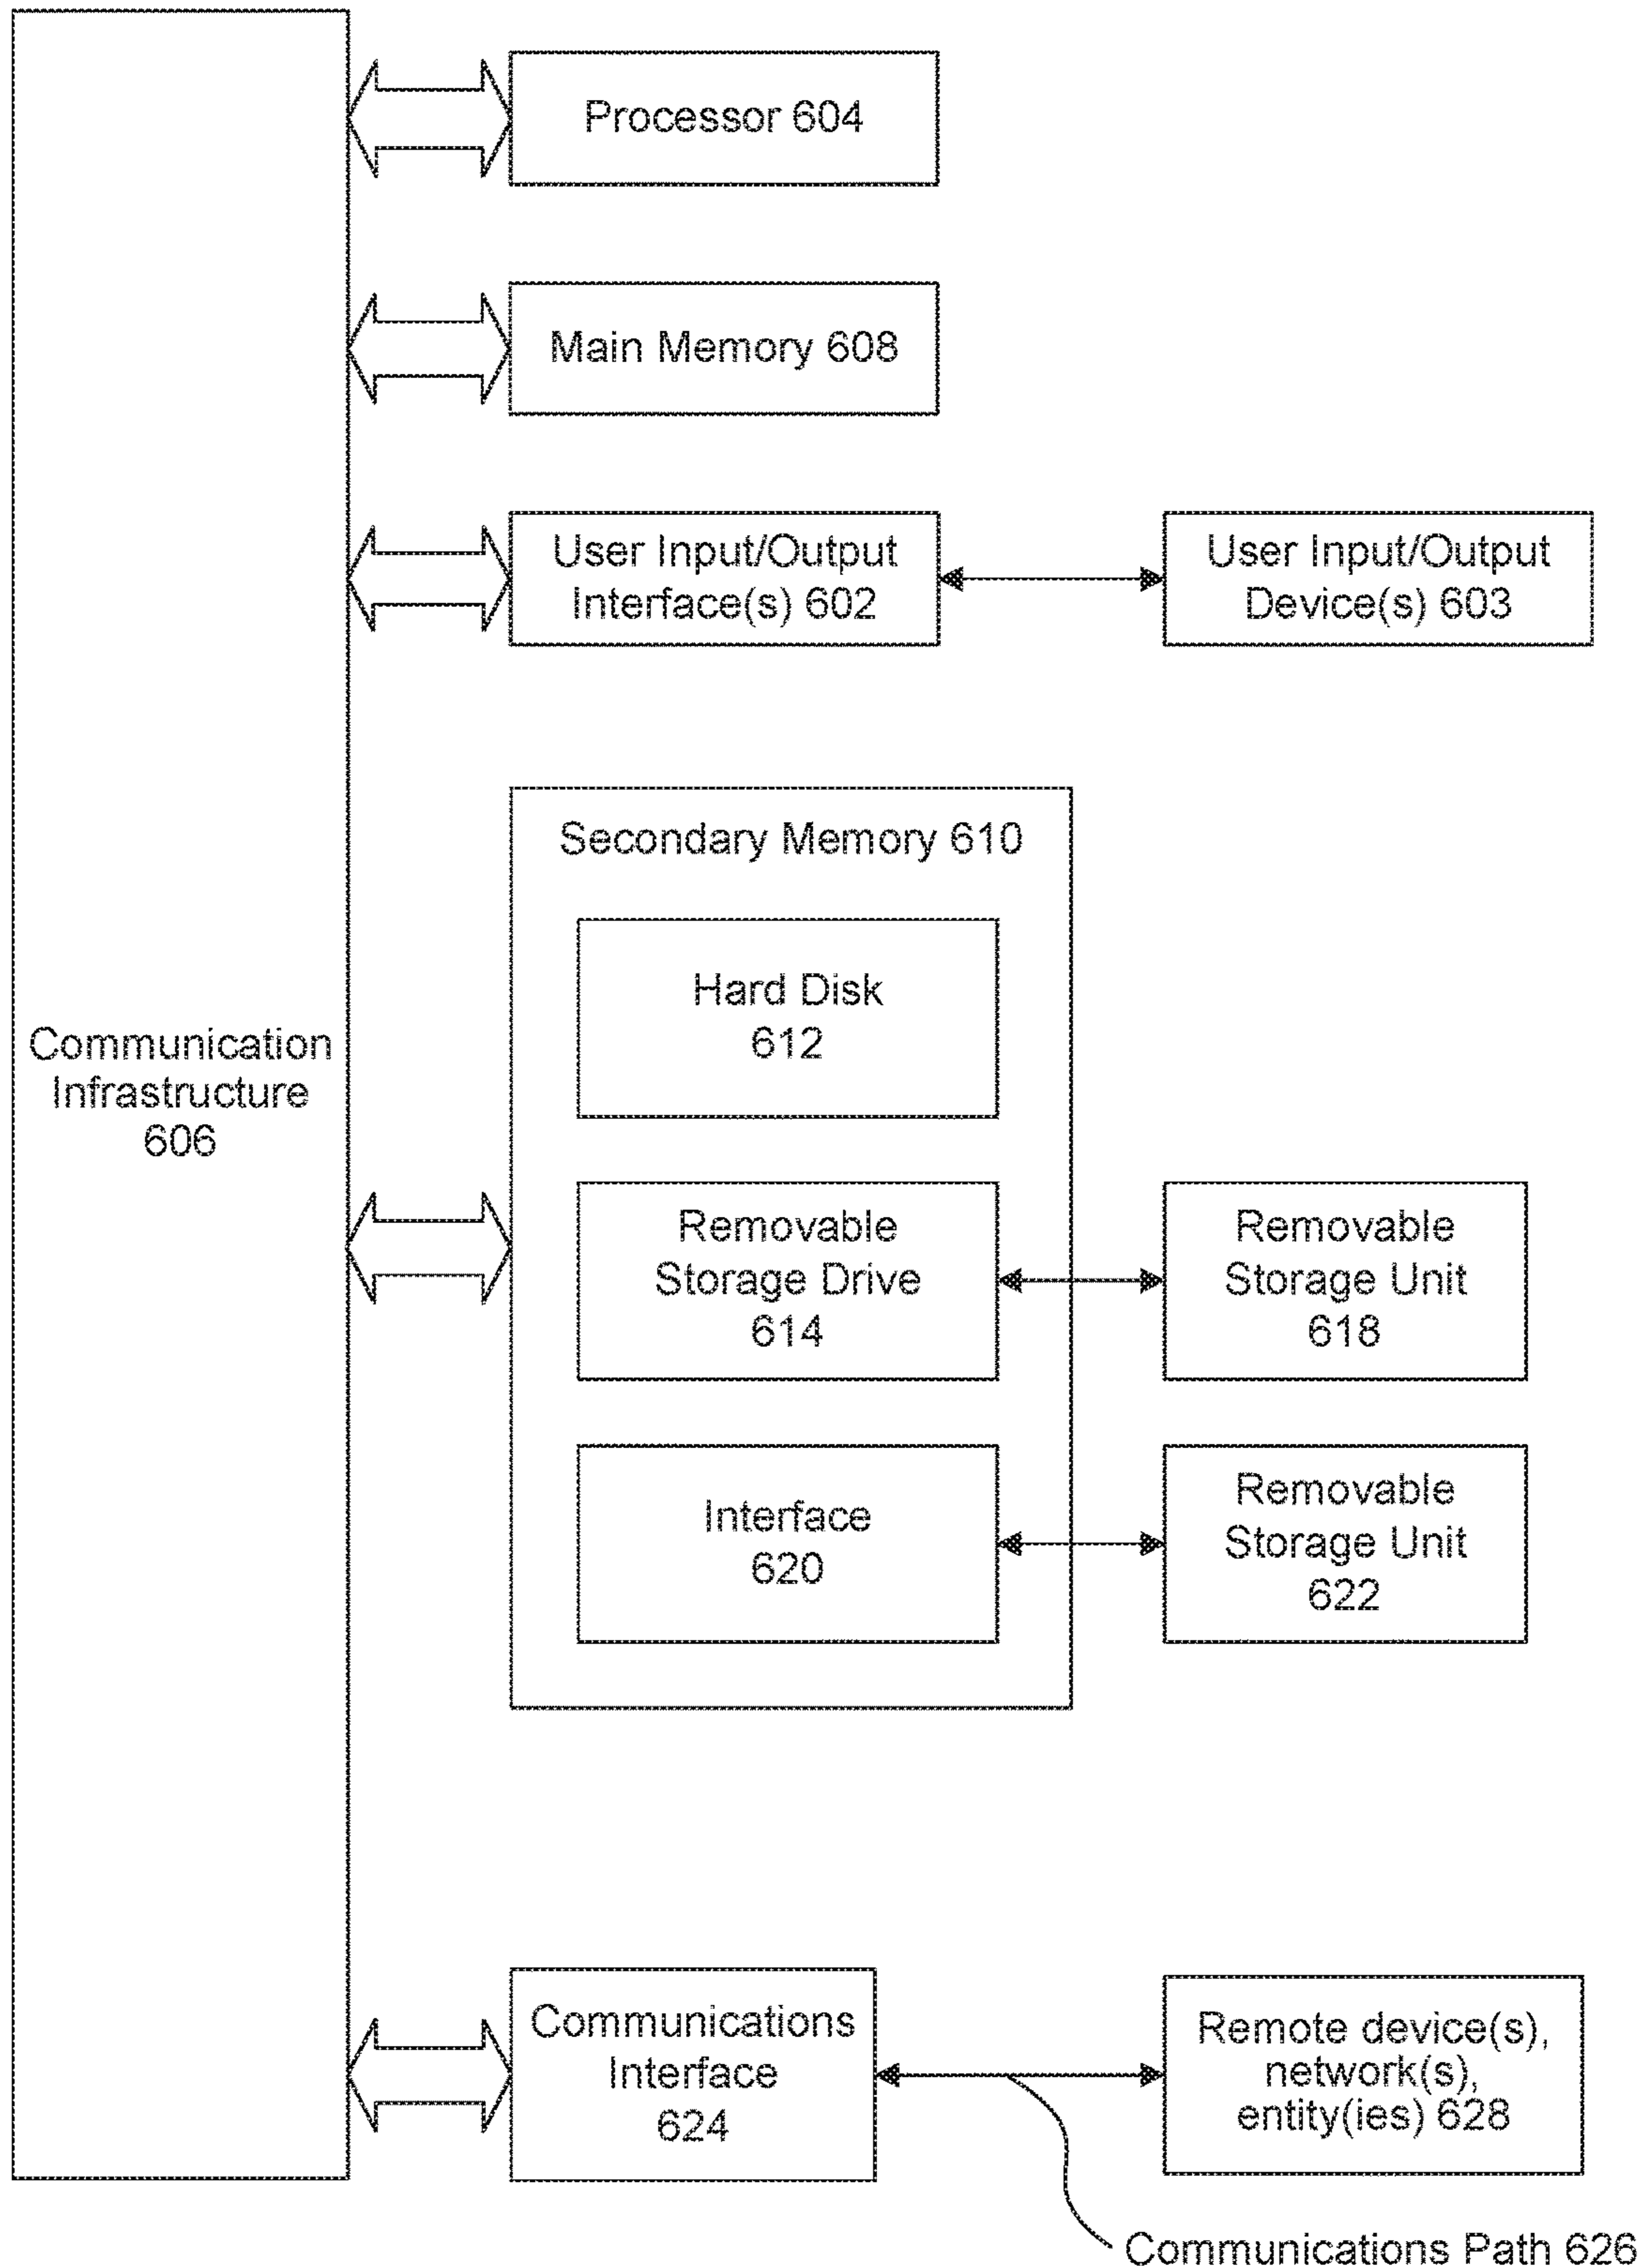 Processor 604
Main Memory 608
User Input/Output
Interface(s) 602
User Input/Output
Device(s) 603
Secondary Memory 610
Hard Disk
612
Communication
Infrastructure
606
Removable
Storage Drive
614
Removable
Storage Unit
618
Interface
620
Removable
Storage Unit
622
Communications
Interface
624
Remote device(s),
network(s),
entity(ies) 628
Communications Path 626